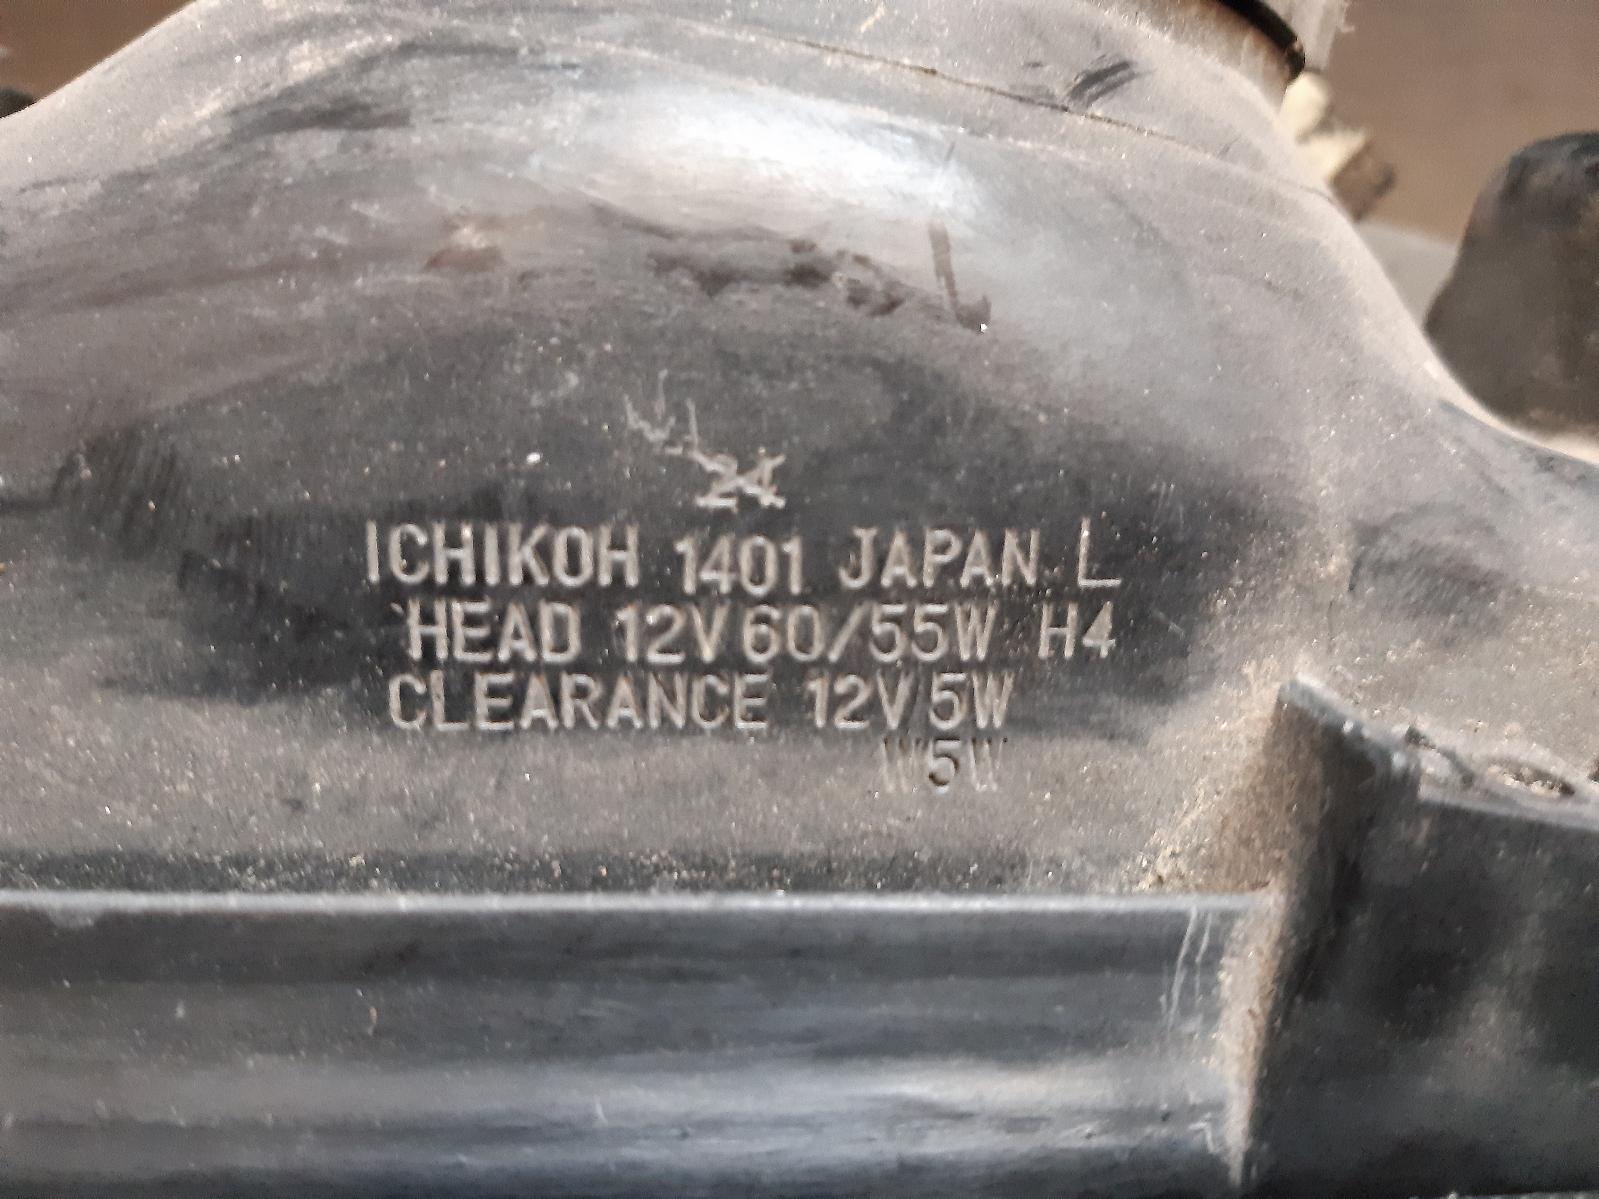 24
ICHIKOH 1401 JAPAN L
HEAD 12V 60/55W H4
CLEARANCE 12V 5W
W5W